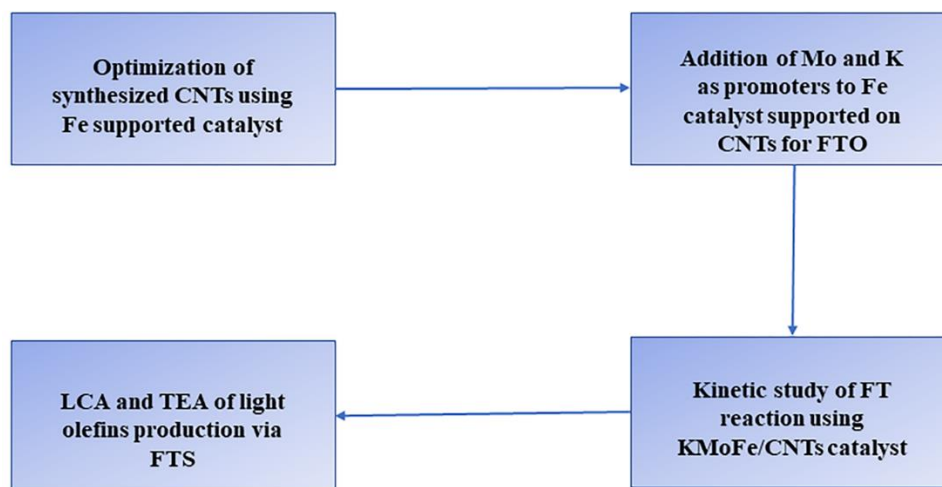 Optimization of
synthesized CNTs using
Fe supported catalyst
Addition of Mo and K
as promoters to Fe
catalyst supported on
CNTs for FTO
Kinetic study of FT
reaction using
KMoFe/CNTs catalyst
LCA and TEA of light
olefins production via
FTS